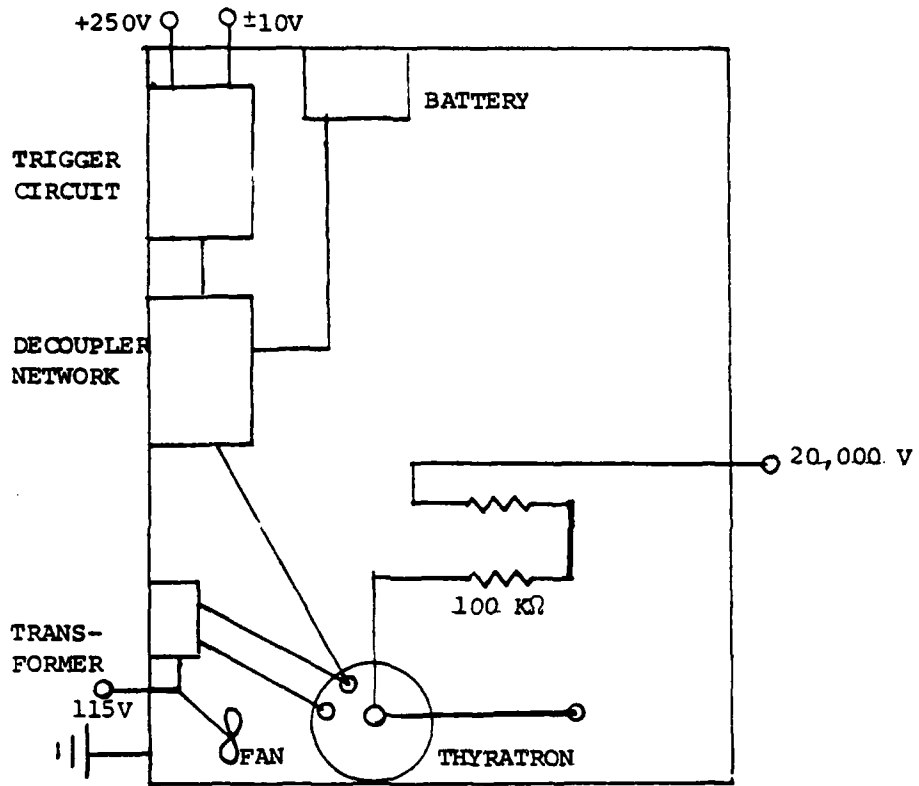 +250V
±10V
BATTERY
TRIGGER
CIRCUIT
DECOUPLER
NETWORK
20,000 V
100 KΩ
TRANS-
FORMER
115V
FAN
THYRATRON